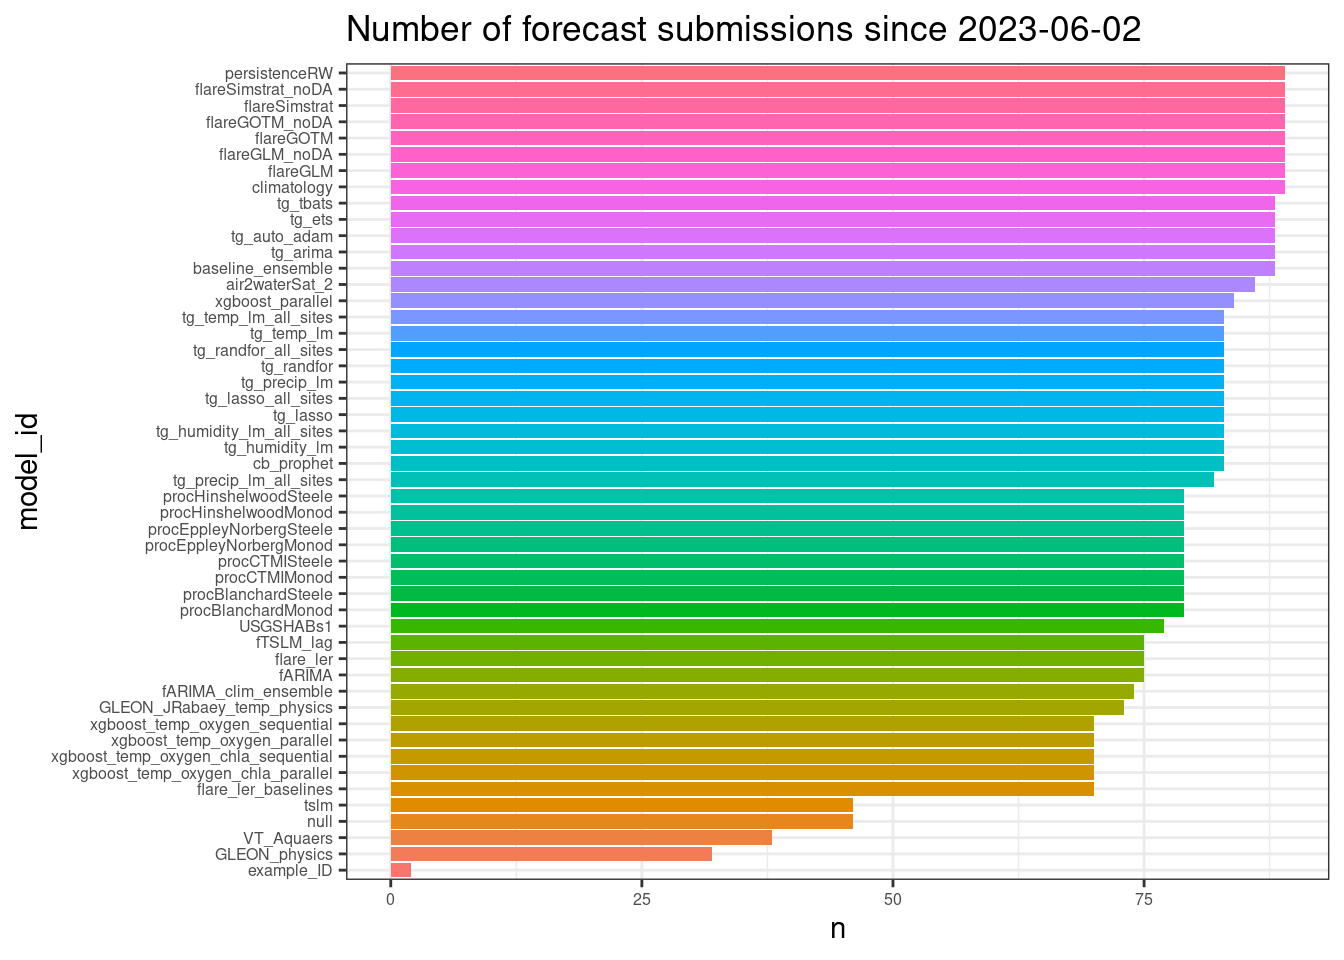 Number of forecast submissions since 2023-06-02
persistenceRW
flareSimstrat_noDA
flareSimstrat
flareGOTM_noDA
flareGOTM
flareGLM_noDA
flareGLM
climatology
tg_tbats
tg_ets
tg_auto_adam
tg_arima
baseline_ensemble
air2waterSat_2
xgboost_parallel
tg_temp_lm_all_sites
tg_temp_lm
tg_randfor_all_sites
tg_randfor
tg_precip_lm
tg_lasso_all_sites
tg_lasso
tg_humidity_lm_all_sites
tg_humidity_lm
cb_prophet
tg_precip_lm_all_sites
procHinshelwoodSteele
procHinshelwoodMonod
procEppleyNorbergSteele
procEppleyNorbergMonod
procCTMISteele
procCTMIMonod
procBlanchardSteele
procBlanchardMonod
USGSHABs1
fTSLM_lag
flare_ler
fARIMA
fARIMA_clim_ensemble
GLEON_JRabaey_temp_physics
xgboost_temp_oxygen_sequential
xgboost_temp_oxygen_parallel
xgboost_temp_oxygen_chla_sequential
xgboost_temp_oxygen_chla_parallel
flare_ler_baselines
tslm
null
VT_Aquaers
GLEON_physics
example_ID
model_id
0 25 50 75
n